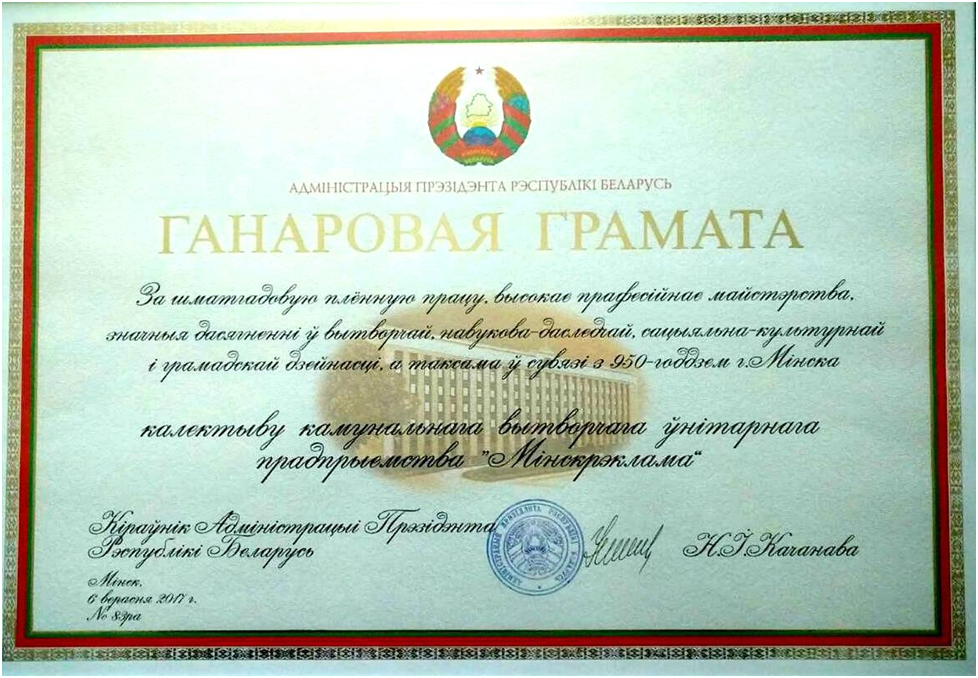 АДМІНІСТРАЦЫЯ ПРЭЗІДЭНТА РЭСПУБЛІКІ БЕЛАРУСЬ
ГАНАРОВАЯ ГРАМАТА
За шматгадовую плённую працу, высокае прафесійнае майстэрства,
значныя дасягненні ў вытворчай, навукова-даследчай, сацыяльна-культурнай
і грамадскай дзейнасці, а таксама ў сувязі з 950-годдзем г.Мінска
калектыву камунальнага вытворчага ўнітарнага
прадпрыемства "Мінскрэклама"
Кіраўнік Адміністрацыі Прэзідэнта
Рэспублікі Беларусь
Н.І.Качанава
Мінск,
6 верасня 2017 г.
№ 83ра